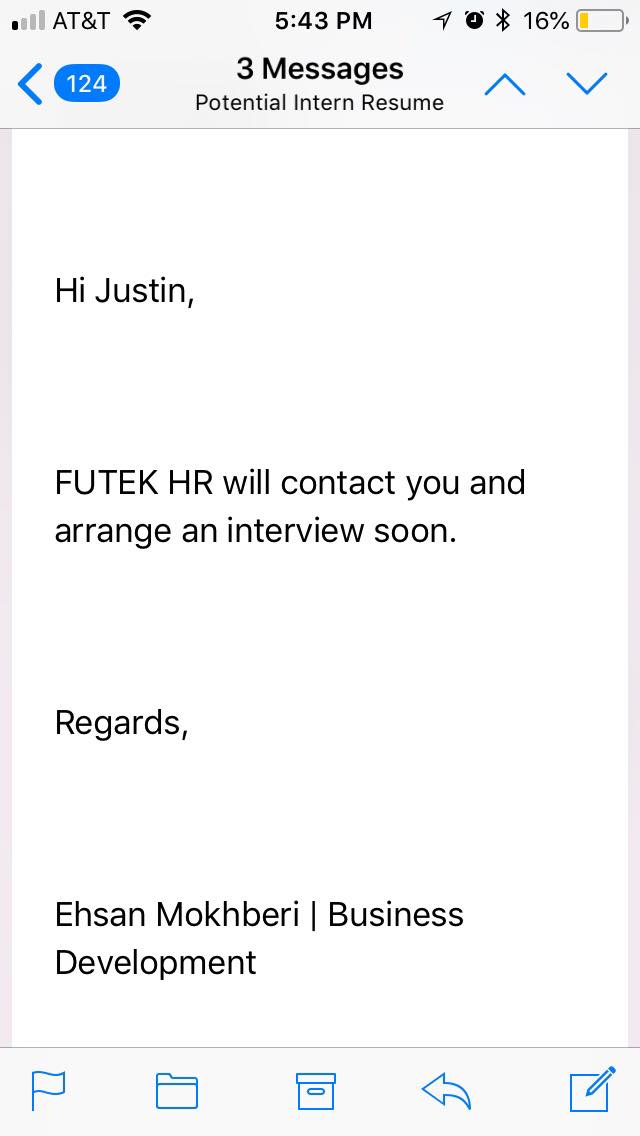 AT&T 5:43 PM 16%
124
3 Messages
Potential Intern Resume
Hi Justin,
FUTEK HR will contact you and
arrange an interview soon.
Regards,
Ehsan Mokhberi | Business
Development